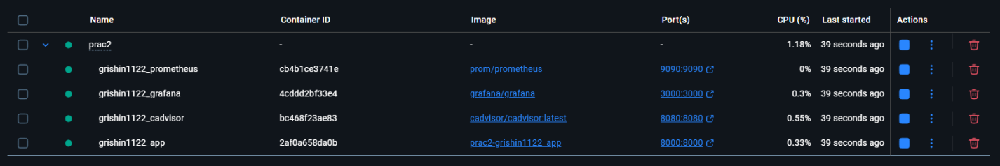 Name Container ID Image Port(s) CPU (%) Last started Actions
prac2 - - - 1.18% 39 seconds ago
grishin1122_prometheus cb4b1ce3741e prom/prometheus 9090:9090 0% 39 seconds ago
grishin1122_grafana 4cddd2bf33e4 grafana/grafana 3000:3000 0.3% 39 seconds ago
grishin1122_cadvisor bc468f23ae83 cadvisor/cadvisor:latest 8080:8080 0.55% 39 seconds ago
grishin1122_app 2af0a658da0b prac2-grishin1122_app 8000:8000 0.33% 39 seconds ago